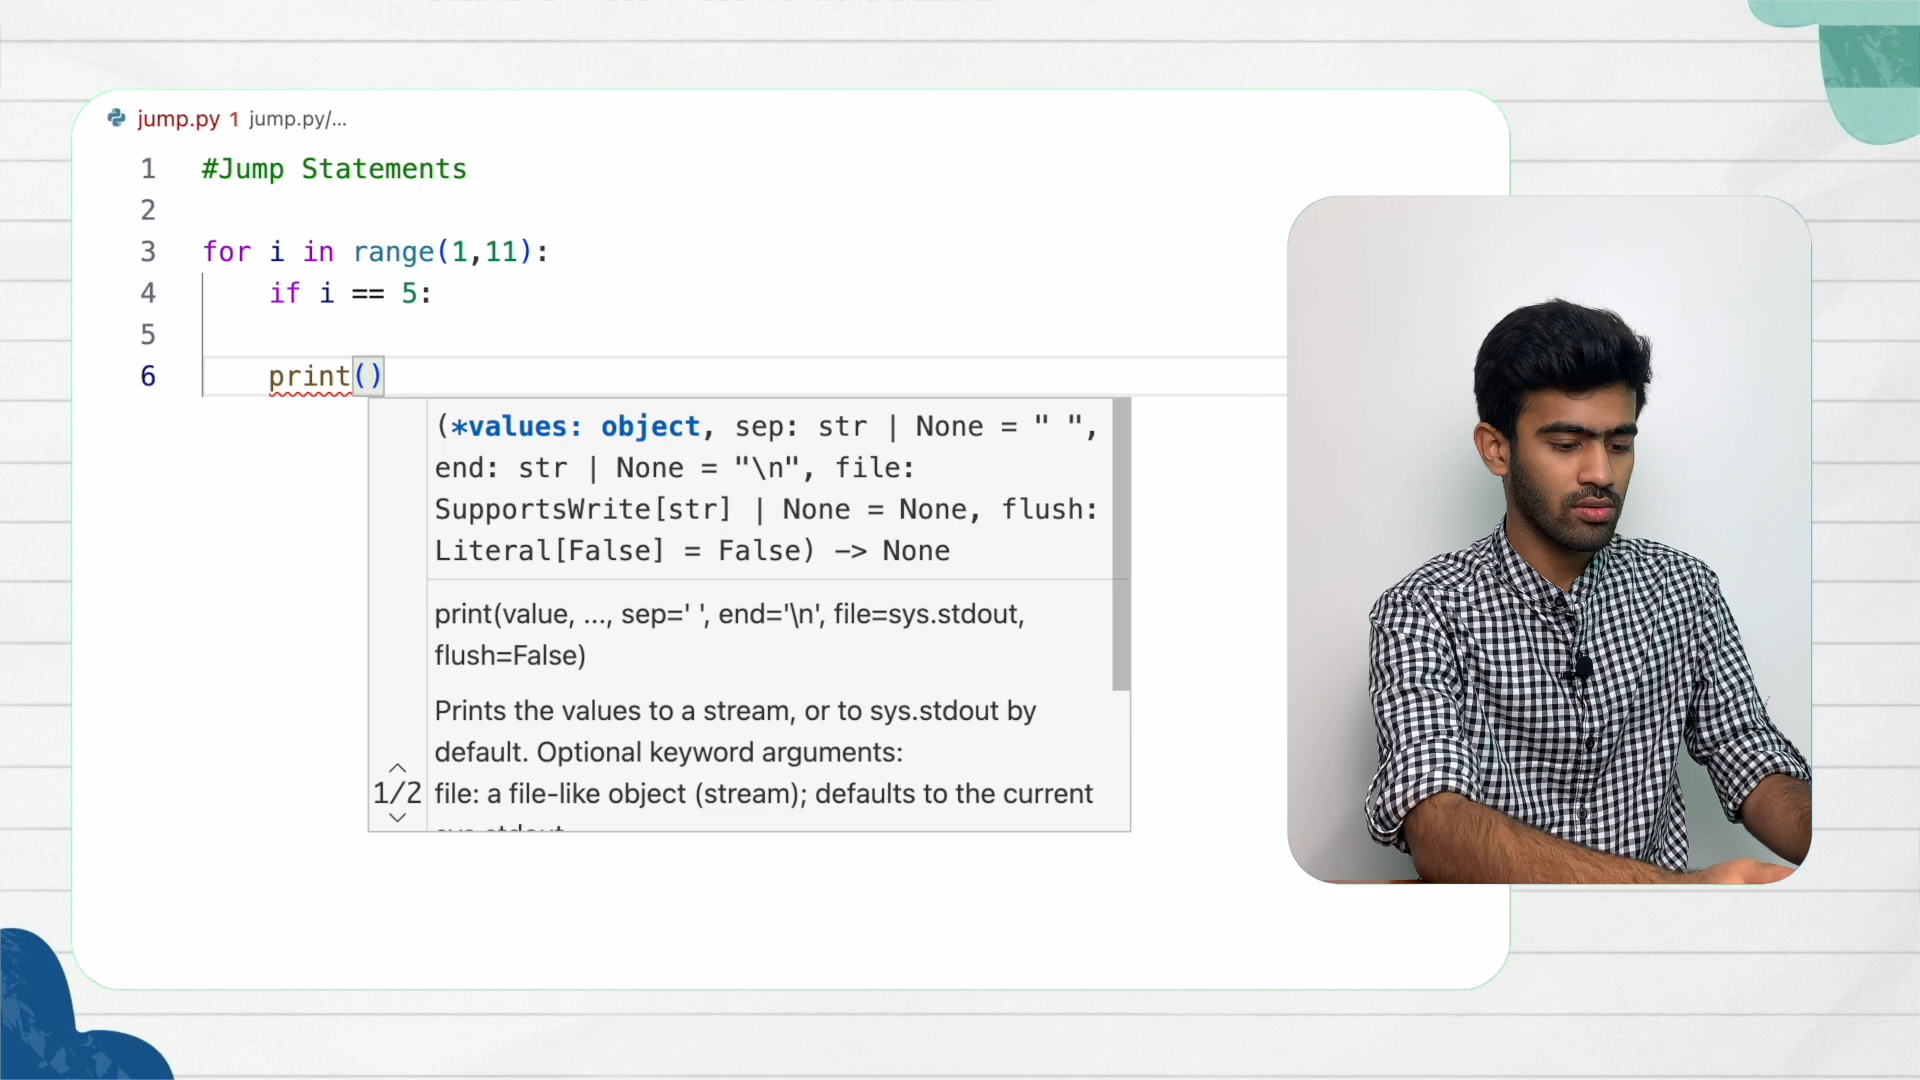 jump.py 1 jump.py/...
1 #Jump Statements
2
3 for i in range(1,11):
4 if i == 5:
5
6 print()
(*values: object, sep: str | None = " ",
end: str | None = "\n", file:
SupportsWrite[str] | None = None, flush:
Literal[False] = False) -> None
print(value, ..., sep=' ', end='\n', file=sys.stdout,
flush=False)
Prints the values to a stream, or to sys.stdout by
default. Optional keyword arguments:
1/2 file: a file-like object (stream); defaults to the current